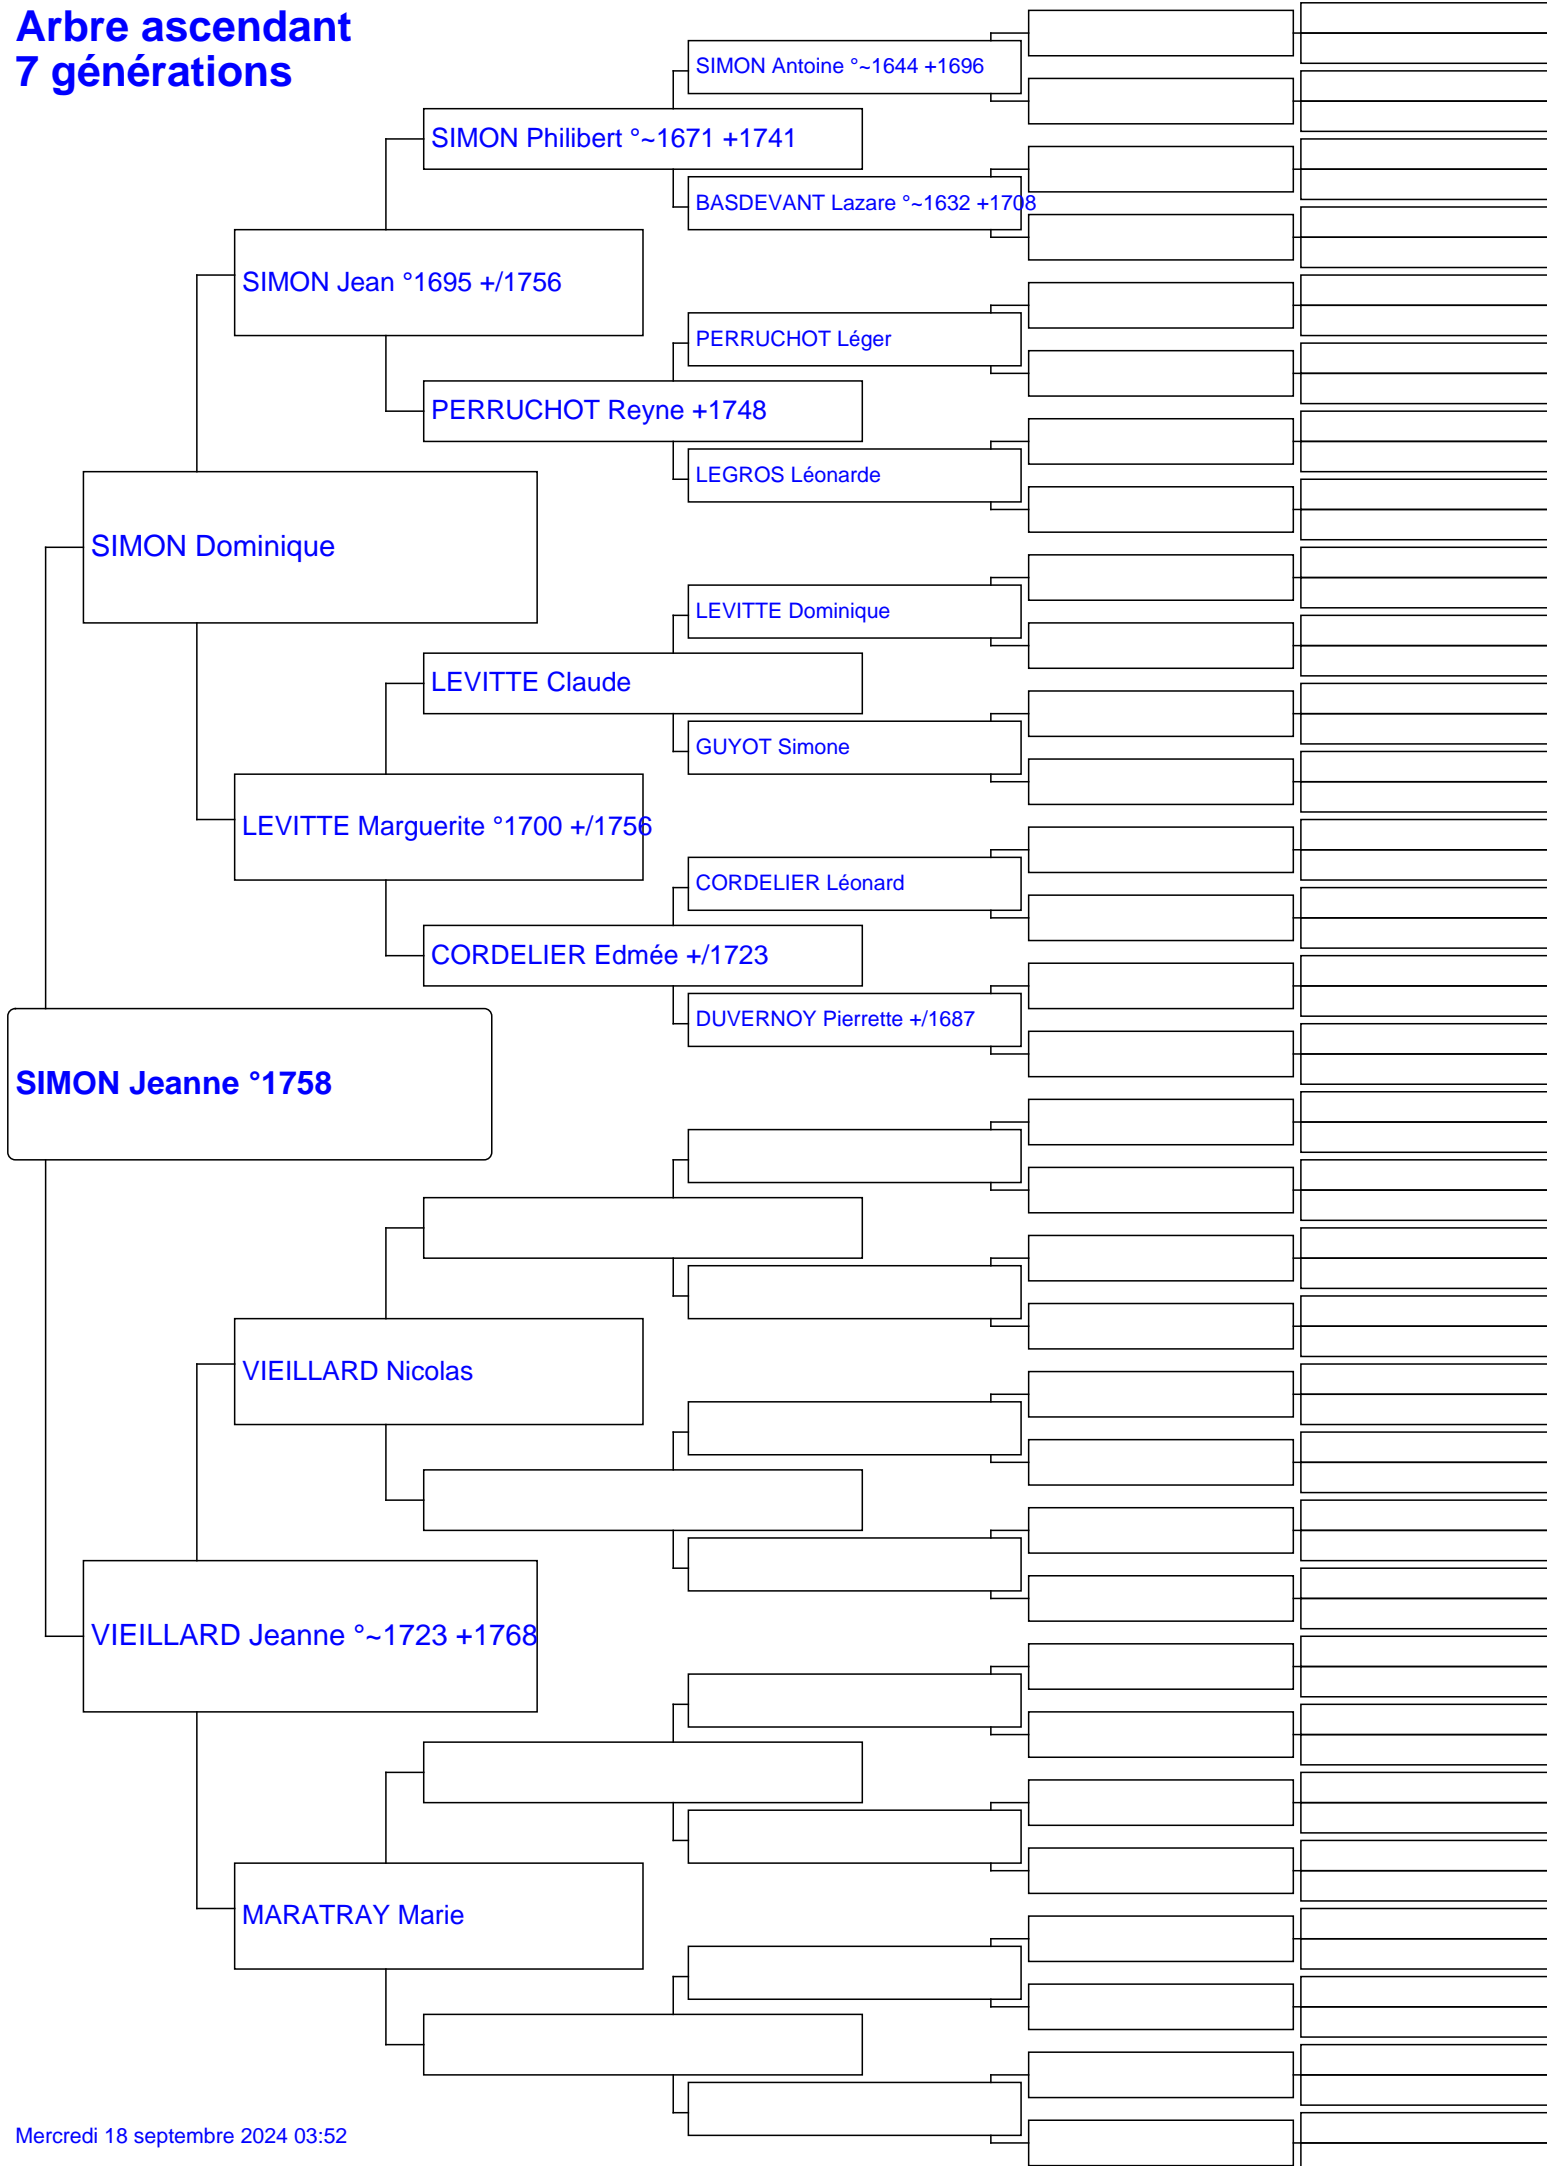 Arbre ascendant
7 générations
SIMON Antoine °~1644 +1696
SIMON Philibert °~1671 +1741
BASDEVANT Lazare °~1632 +1708
SIMON Jean °1695 +/1756
PERRUCHOT Léger
PERRUCHOT Reyne +1748
LEGROS Léonarde
SIMON Dominique
LEVITTE Dominique
LEVITTE Claude
GUYOT Simone
LEVITTE Marguerite °1700 +/1756
CORDELIER Léonard
CORDELIER Edmée +/1723
DUVERNOY Pierrette +/1687
SIMON Jeanne °1758
VIEILLARD Nicolas
VIEILLARD Jeanne °~1723 +1768
MARATRAY Marie
Mercredi 18 septembre 2024 03:52